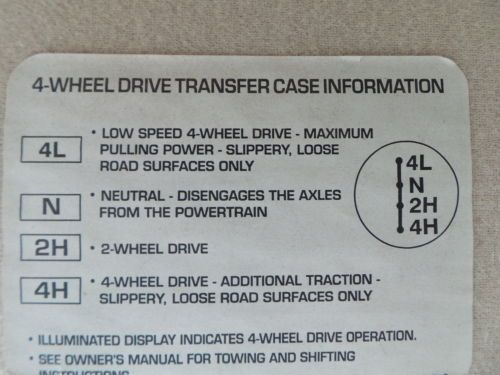 4-WHEEL DRIVE TRANSFER CASE INFORMATION
4L
• LOW SPEED 4-WHEEL DRIVE - MAXIMUM
PULLING POWER - SLIPPERY, LOOSE
ROAD SURFACES ONLY
N
• NEUTRAL - DISENGAGES THE AXLES
FROM THE POWERTRAIN
2H
• 2-WHEEL DRIVE
4H
• 4-WHEEL DRIVE - ADDITIONAL TRACTION -
SLIPPERY, LOOSE ROAD SURFACES ONLY
4L
N
2H
4H
• ILLUMINATED DISPLAY INDICATES 4-WHEEL DRIVE OPERATION.
• SEE OWNER'S MANUAL FOR TOWING AND SHIFTING
INSTRUCTIONS